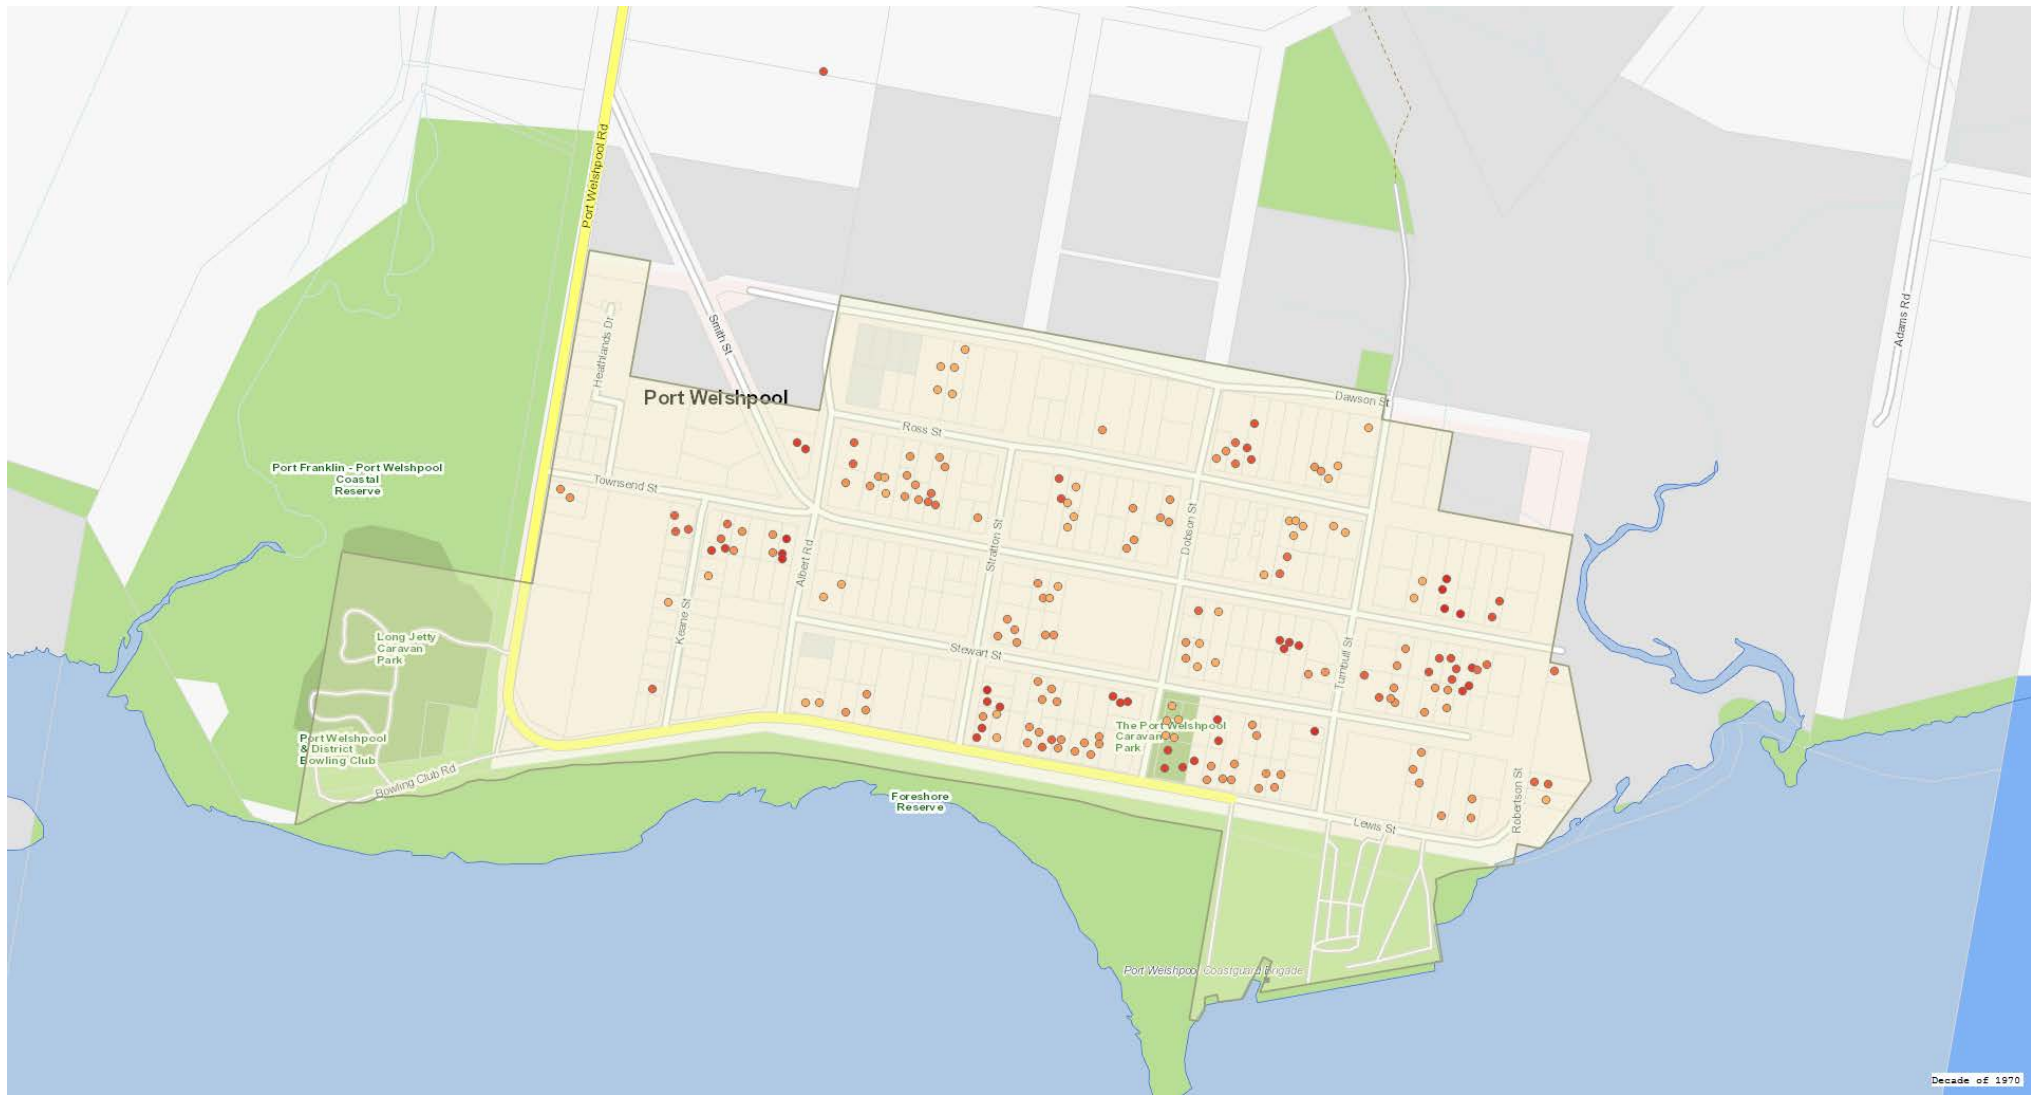 Port Welshpool Rd
Smith St
Adams Rd
Heathlands Dr
Port Welshpool
Dawson St
Ross St
Port Franklin - Port Welshpool
Coastal
Reserve
Townsend St
Stratton St
Dobson St
Albert Rd
Keane St
Long Jetty
Caravan
Park
Stewart St
Turnbull St
The Port Welshpool
Caravan
Park
Port Welshpool
& District
Bowling Club
Bowling Club Rd
Foreshore
Reserve
Lewis St
Robertson St
Port Welshpool Coastguard Brigade
Decade of 1970